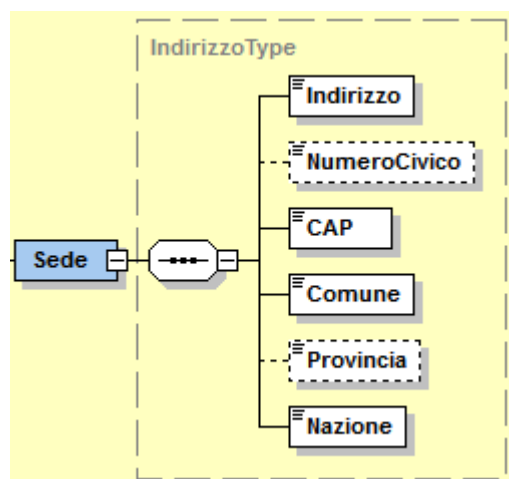 IndirizzoType
Indirizzo
NumeroCivico
CAP
Sede
Comune
Provincia
Nazione